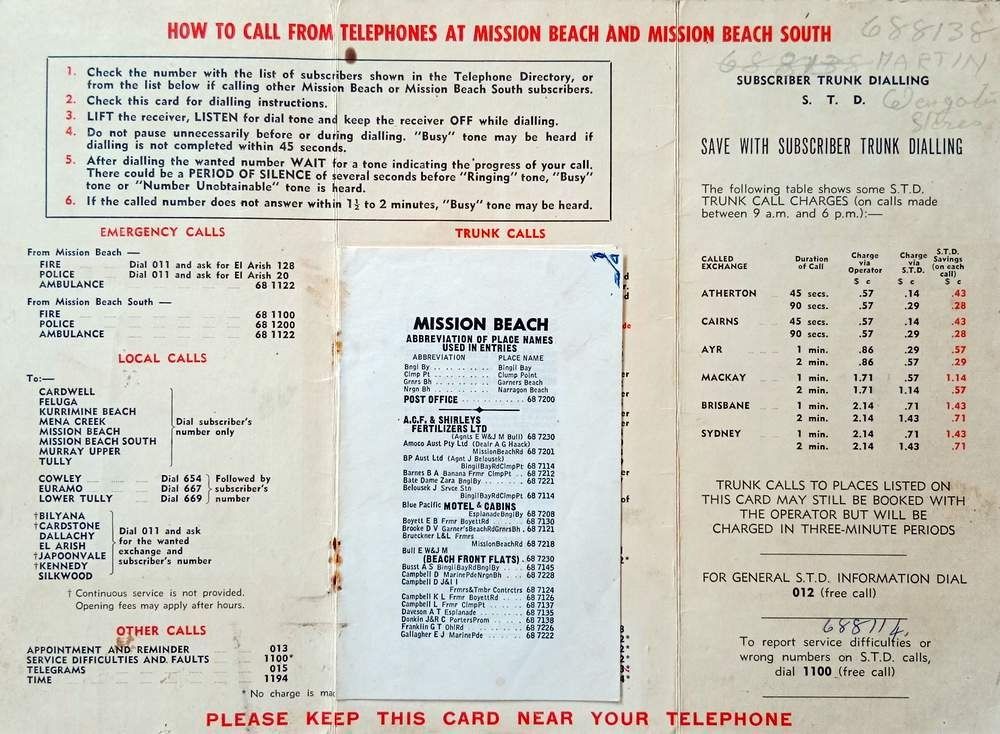 HOW TO CALL FROM TELEPHONES AT MISSION BEACH AND MISSION BEACH SOUTH
1. Check the number with the list of subscribers shown in the Telephone Directory, or
from the list below if calling other Mission Beach or Mission Beach South subscribers.
2. Check this card for dialling instructions.
3. LIFT the receiver, LISTEN for dial tone and keep the receiver OFF while dialling.
4. Do not pause unnecessarily before or during dialling. "Busy" tone may be heard if
dialling is not completed within 45 seconds.
5. After dialling the wanted number WAIT for a tone indicating the progress of your call.
There could be a PERIOD OF SILENCE of several seconds before "Ringing" tone, "Busy"
tone or "Number Unobtainable" tone is heard.
6. If the called number does not answer within 1½ to 2 minutes, "Busy" tone may be heard.
EMERGENCY CALLS
From Mission Beach —
FIRE Dial 011 and ask for El Arish 128
POLICE Dial 011 and ask for El Arish 20
AMBULANCE 68 1122
From Mission Beach South —
FIRE 68 1100
POLICE 68 1200
AMBULANCE 68 1122
LOCAL CALLS
To:—
CARDWELL
FELUGA
KURRIMINE BEACH
MENA CREEK
MISSION BEACH
MISSION BEACH SOUTH
MURRAY UPPER
TULLY
Dial subscriber's
number only
COWLEY Dial 654
EURAMO Dial 667
LOWER TULLY Dial 669
Followed by
subscriber's
number
†BILYANA
†CARDSTONE
DALLACHY
EL ARISH
†JAPOONVALE
†KENNEDY
SILKWOOD
Dial 011 and ask
for the wanted
exchange and
subscriber's number
† Continuous service is not provided.
Opening fees may apply after hours.
OTHER CALLS
APPOINTMENT AND REMINDER 013
SERVICE DIFFICULTIES AND FAULTS 1100*
TELEGRAMS 015
TIME 1194
* No charge is
TRUNK CALLS
MISSION BEACH
ABBREVIATION OF PLACE NAMES
USED IN ENTRIES
ABBREVIATION PLACE NAME
Bngl By . . . . . . . . . . Bingil Bay
Clmp Pt . . . . . . . . . . Clump Point
Grnrs Bh . . . . . . . . . Garners Beach
Nrgn Bh . . . . . . . . . . Narragon Beach
POST OFFICE . . . . . . . . . . . 68 7200
A.C.F. & SHIRLEYS
FERTILIZERS LTD
(Agnts E W&J M Bull) 68 7230
Amoco Aust Pty Ltd (Dealr A G Haack)
MissionBeachRd 68 7201
BP Aust Ltd (Agnt J Belousek)
BingilBayRdClmpPt 68 7114
Barnes B A Banana Frmr ClmpPt . . 68 7212
Bate Dame Zara BnglBy . . . . . 68 7221
Belousek J Srvce Stn
BingilBayRdClmpPt 68 7114
Blue Pacific MOTEL & CABINS
EsplanadeBnglBy 68 7208
Boyett E B Frmr BoyettRd . . . . 68 7130
Brooke D V Garner'sBeachRdGrnrsBh . 68 7121
Brueckner L&L Frmrs
MissionBeachRd 68 7218
Bull E W&J M
(BEACH FRONT FLATS) . 68 7230
Busst A S BingilBayRdBnglBy . . . . 68 7145
Campbell D MarinePdeNrgnBh . . . 68 7228
Campbell D J&I I
Frmrs&Tmbr Contrctrs 68 7124
Campbell K L Frmr BoyettRd . . . 68 7126
Campbell L Frmr ClmpPt . . . . . 68 7137
Daveson A T Esplanade . . . . . . 68 7135
Donkin J&R C PortersProm . . . . 68 7138
Franklin G T OhlRd . . . . . . . 68 7226
Gallagher E J MarinePde . . . . . 68 7222
688138
688138 MARTIN
SUBSCRIBER TRUNK DIALLING
S. T. D.
SAVE WITH SUBSCRIBER TRUNK DIALLING
The following table shows some S.T.D.
TRUNK CALL CHARGES (on calls made
between 9 a.m. and 6 p.m.):—
CALLED EXCHANGE Duration of Call Charge via Operator Charge via S.T.D. S.T.D. Savings (on each call)
$ c $ c $ c
ATHERTON 45 secs. .57 .14 .43
90 secs. .57 .29 .28
CAIRNS 45 secs. .57 .14 .43
90 secs. .57 .29 .28
AYR 1 min. .86 .29 .57
2 min. .86 .57 .29
MACKAY 1 min. 1.71 .57 1.14
2 min. 1.71 1.14 .57
BRISBANE 1 min. 2.14 .71 1.43
2 min. 2.14 1.43 .71
SYDNEY 1 min. 2.14 .71 1.43
2 min. 2.14 1.43 .71
TRUNK CALLS TO PLACES LISTED ON
THIS CARD MAY STILL BE BOOKED WITH
THE OPERATOR BUT WILL BE
CHARGED IN THREE-MINUTE PERIODS
FOR GENERAL S.T.D. INFORMATION DIAL
012 (free call)
688114
To report service difficulties or
wrong numbers on S.T.D. calls,
dial 1100 (free call)
PLEASE KEEP THIS CARD NEAR YOUR TELEPHONE